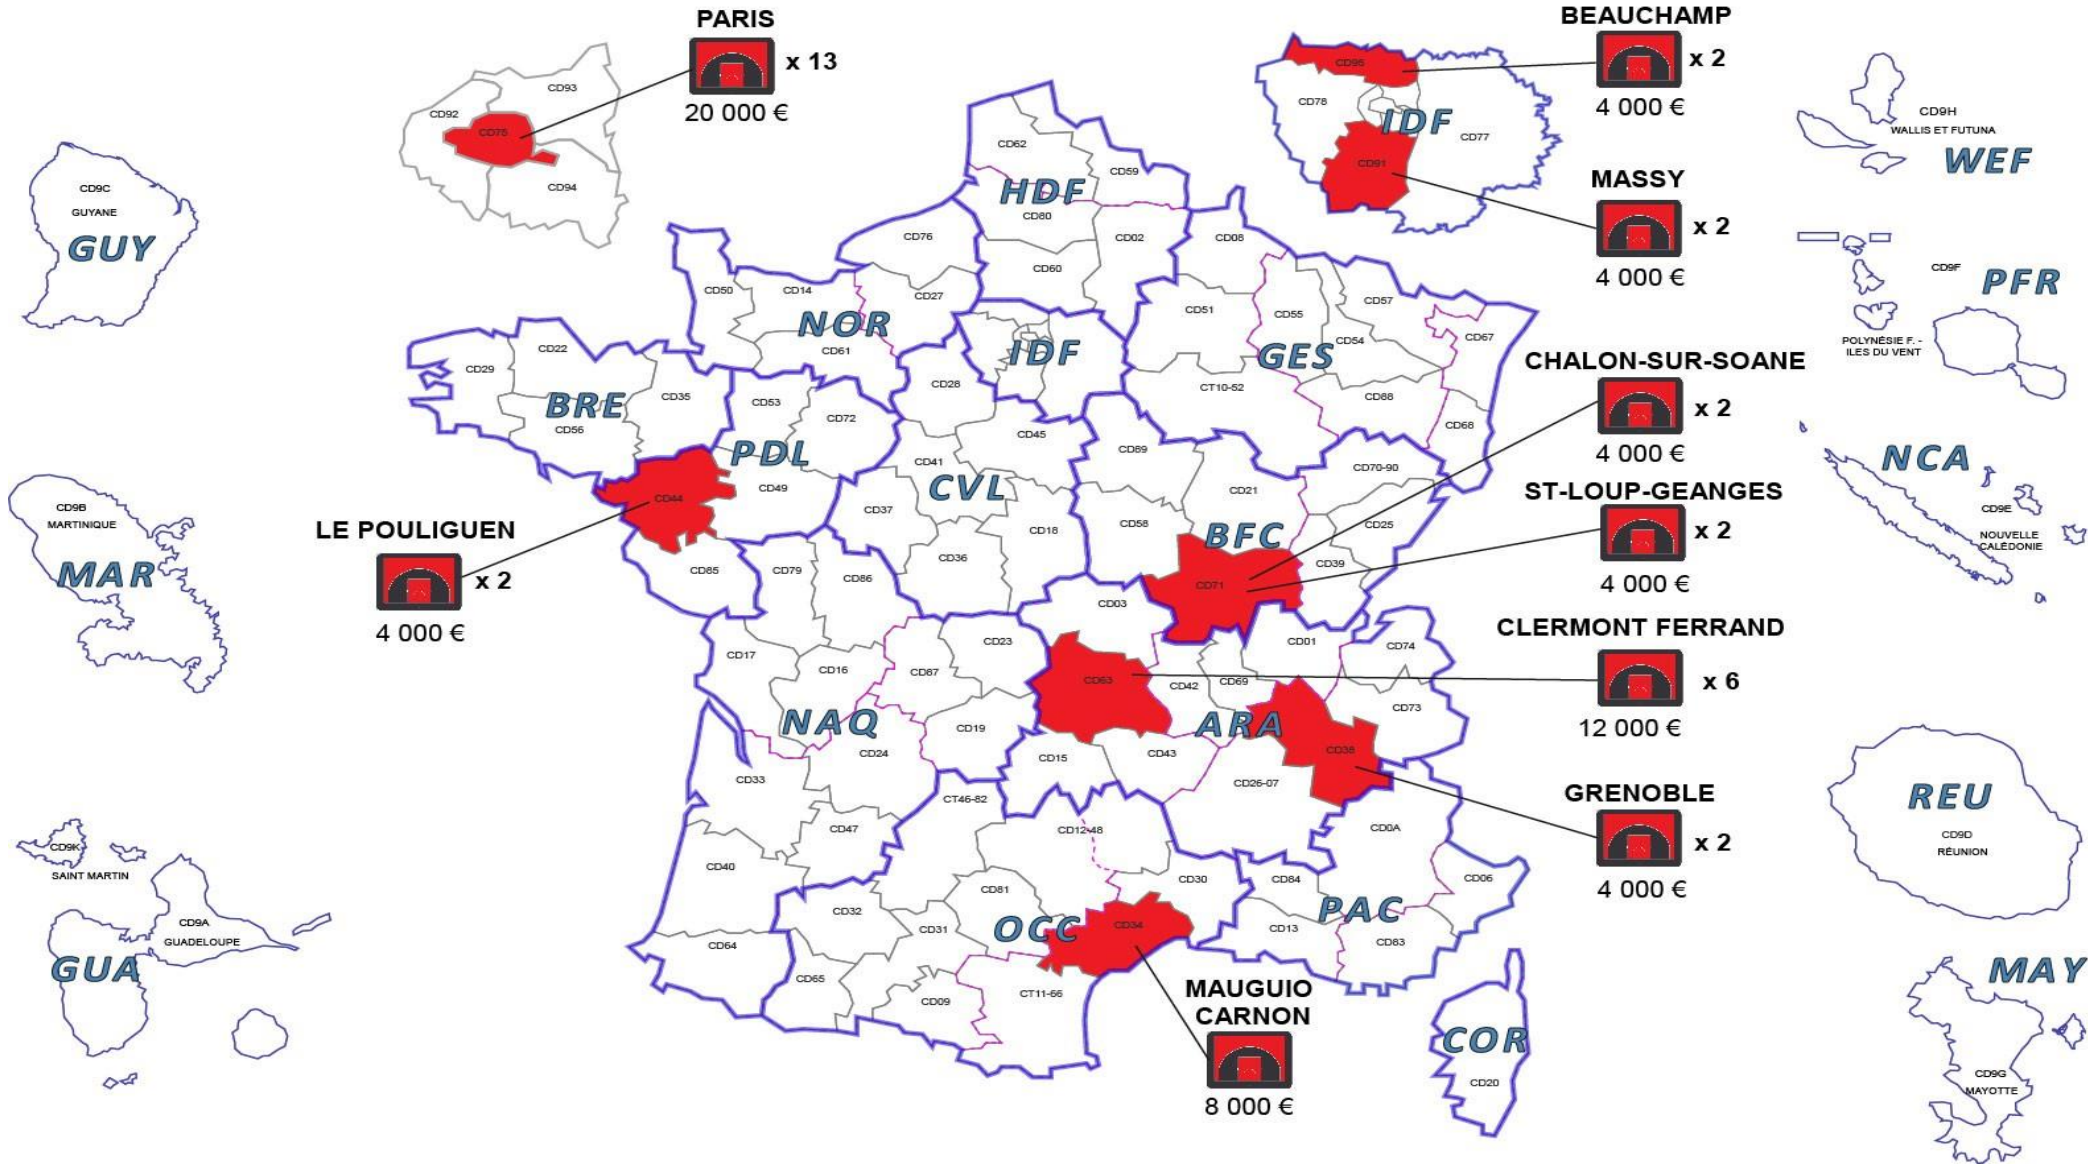 PARIS
x 13
20 000 €
BEAUCHAMP
x 2
4 000 €
MASSY
x 2
4 000 €
CHALON-SUR-SOANE
x 2
4 000 €
ST-LOUP-GEANGES
x 2
4 000 €
CLERMONT FERRAND
x 6
12 000 €
GRENOBLE
x 2
4 000 €
MAUGUIO
CARNON
8 000 €
LE POULIGUEN
x 2
4 000 €
CD93
CD92
CD75
CD94
CD95
CD78
IDF
CD77
CD91
CD9C
GUYANE
GUY
CD9B
MARTINIQUE
MAR
CD9K
SAINT MARTIN
CD9A
GUADELOUPE
GUA
CD9H
WALLIS ET FUTUNA
WEF
CD9F
PFR
POLYNÉSIE F. -
ILES DU VENT
NCA
CD9E
NOUVELLE
CALÉDONIE
REU
CD9D
RÉUNION
MAY
CD9G
MAYOTTE
CD62
CD59
HDF
CD80
CD02
CD60
CD76
CD27
CD50
CD14
NOR
CD61
CD08
CD51
CD55
CD57
CD54
CD67
GES
CT10-52
CD88
CD68
IDF
CD29
CD22
BRE
CD35
CD56
CD53
CD72
PDL
CD44
CD49
CD85
CD28
CD45
CD41
CVL
CD37
CD18
CD36
CD89
CD70-90
CD21
CD58
BFC
CD25
CD71
CD39
CD79
CD86
CD17
CD16
CD87
CD23
NAQ
CD19
CD24
CD33
CD47
CD40
CD64
CD03
CD01
CD74
CD63
CD42
CD69
ARA
CD73
CD38
CD15
CD43
CD26-07
CT46-82
CD12-48
CD30
CD81
CD32
CD31
OCC
CD34
CD65
CD09
CT11-66
CD0A
CD84
CD06
PAC
CD13
CD83
COR
CD20